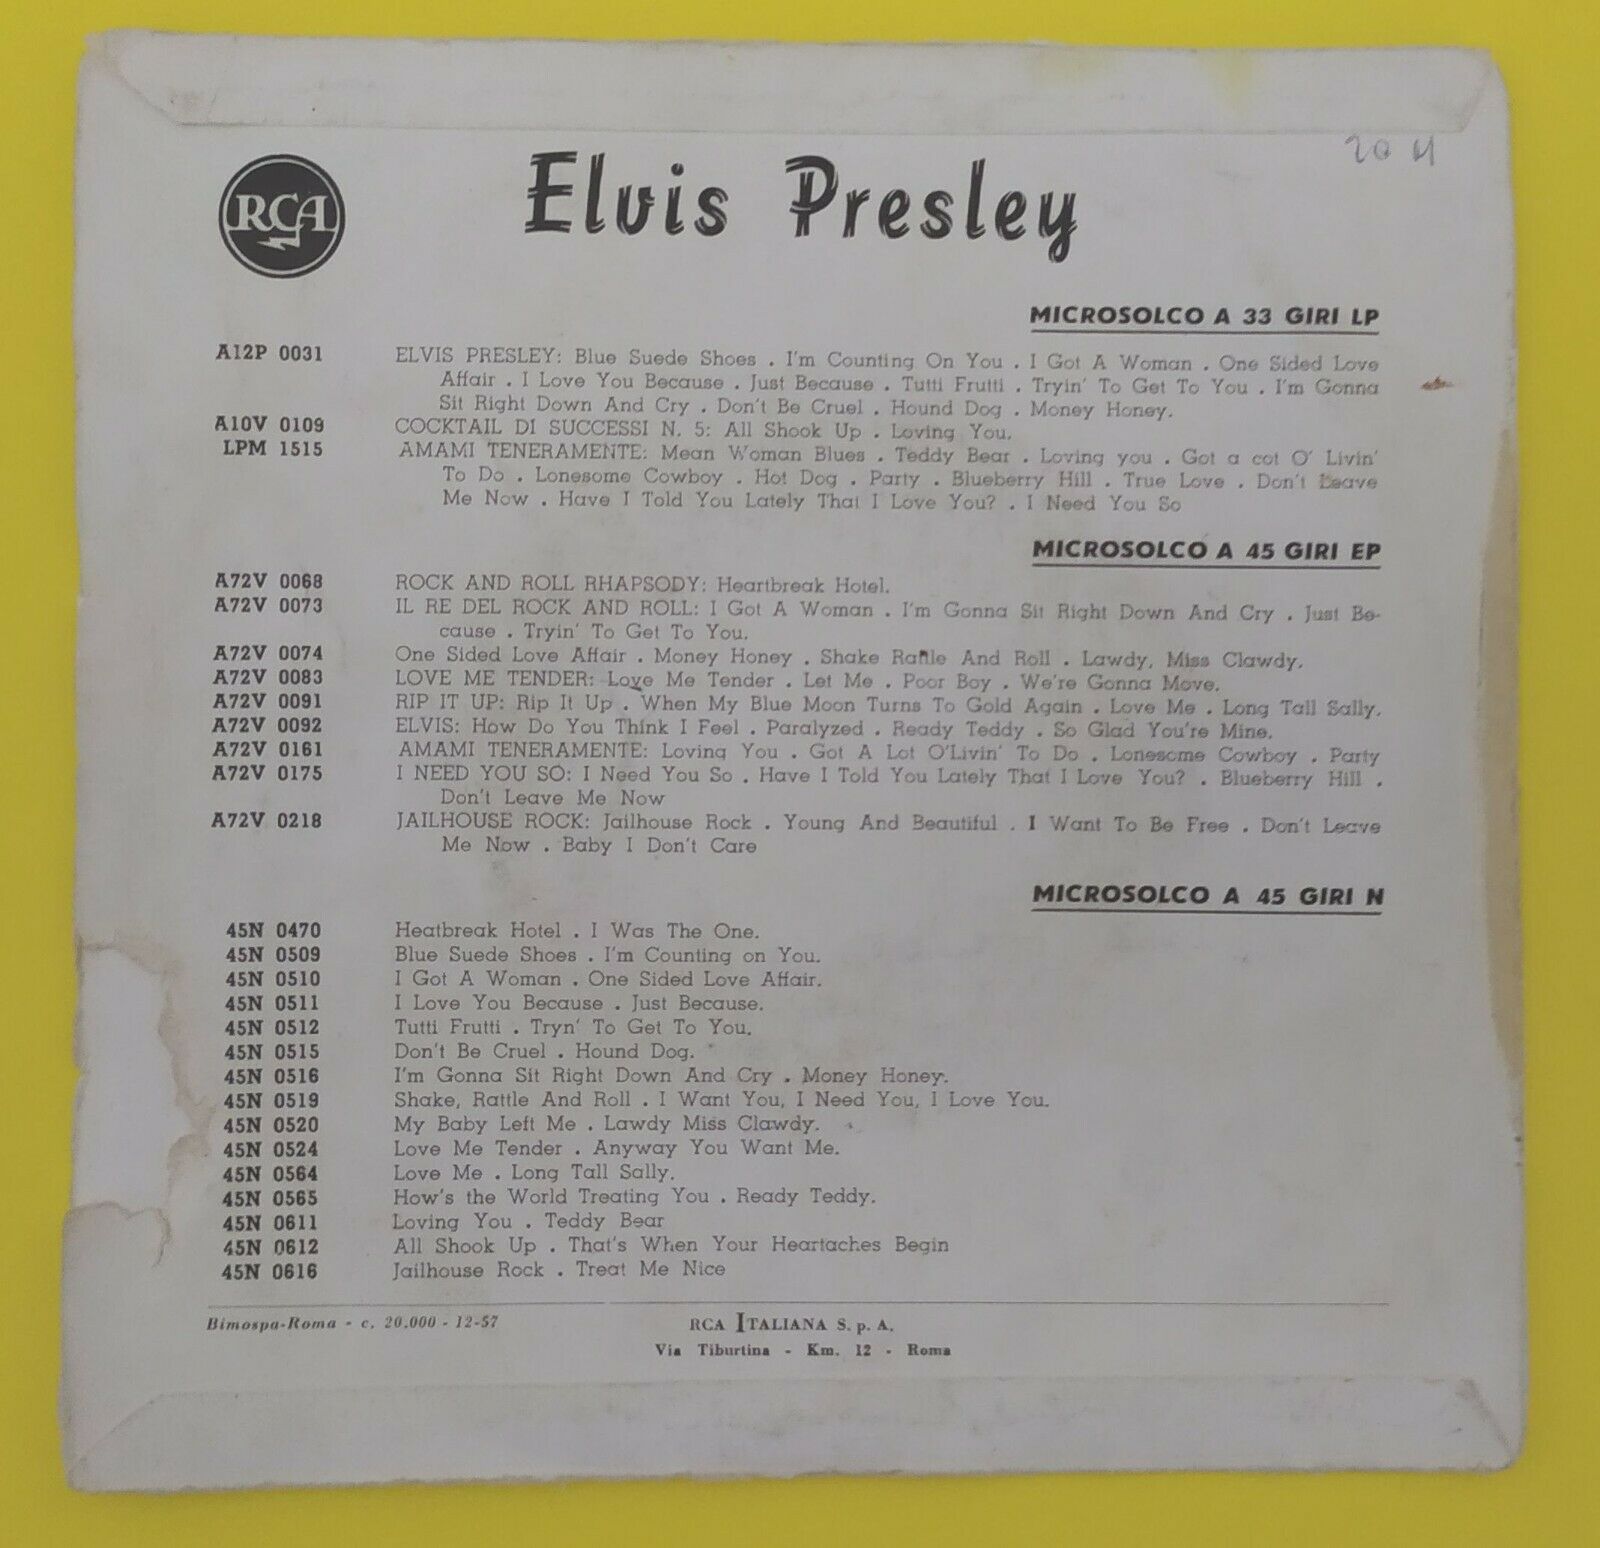 20 M
RCA
Elvis Presley
MICROSOLCO A 33 GIRI LP
A12P 0031 ELVIS PRESLEY: Blue Suede Shoes . I'm Counting On You . I Got A Woman . One Sided Love
Affair . I Love You Because . Just Because . Tutti Frutti . Tryin' To Get To You . I'm Gonna
Sit Right Down And Cry . Don't Be Cruel . Hound Dog . Money Honey.
A10V 0109 COCKTAIL DI SUCCESSI N. 5: All Shook Up . Loving You.
LPM 1515 AMAMI TENERAMENTE: Mean Woman Blues . Teddy Bear . Loving you . Got a cot O' Livin'
To Do . Lonesome Cowboy . Hot Dog . Party . Blueberry Hill . True Love . Don't Leave
Me Now . Have I Told You Lately That I Love You? . I Need You So
MICROSOLCO A 45 GIRI EP
A72V 0068 ROCK AND ROLL RHAPSODY: Heartbreak Hotel.
A72V 0073 IL RE DEL ROCK AND ROLL: I Got A Woman . I'm Gonna Sit Right Down And Cry . Just Be-
cause . Tryin' To Get To You.
A72V 0074 One Sided Love Affair . Money Honey . Shake Rattle And Roll . Lawdy, Miss Clawdy.
A72V 0083 LOVE ME TENDER: Love Me Tender . Let Me . Poor Boy . We're Gonna Move.
A72V 0091 RIP IT UP: Rip It Up . When My Blue Moon Turns To Gold Again . Love Me . Long Tall Sally.
A72V 0092 ELVIS: How Do You Think I Feel . Paralyzed . Ready Teddy . So Glad You're Mine.
A72V 0161 AMAMI TENERAMENTE: Loving You . Got A Lot O'Livin' To Do . Lonesome Cowboy . Party
A72V 0175 I NEED YOU SO: I Need You So . Have I Told You Lately That I Love You? . Blueberry Hill .
Don't Leave Me Now
A72V 0218 JAILHOUSE ROCK: Jailhouse Rock . Young And Beautiful . I Want To Be Free . Don't Leave
Me Now . Baby I Don't Care
MICROSOLCO A 45 GIRI N
45N 0470 Heatbreak Hotel . I Was The One.
45N 0509 Blue Suede Shoes . I'm Counting on You.
45N 0510 I Got A Woman . One Sided Love Affair.
45N 0511 I Love You Because . Just Because.
45N 0512 Tutti Frutti . Tryn' To Get To You.
45N 0515 Don't Be Cruel . Hound Dog.
45N 0516 I'm Gonna Sit Right Down And Cry . Money Honey.
45N 0519 Shake, Rattle And Roll . I Want You, I Need You, I Love You.
45N 0520 My Baby Left Me . Lawdy Miss Clawdy.
45N 0524 Love Me Tender . Anyway You Want Me.
45N 0564 Love Me . Long Tall Sally.
45N 0565 How's the World Treating You . Ready Teddy.
45N 0611 Loving You . Teddy Bear
45N 0612 All Shook Up . That's When Your Heartaches Begin
45N 0616 Jailhouse Rock . Treat Me Nice
Bimospa-Roma - c. 20.000 - 12-57
RCA ITALIANA S. p. A.
Via Tiburtina - Km. 12 - Roma